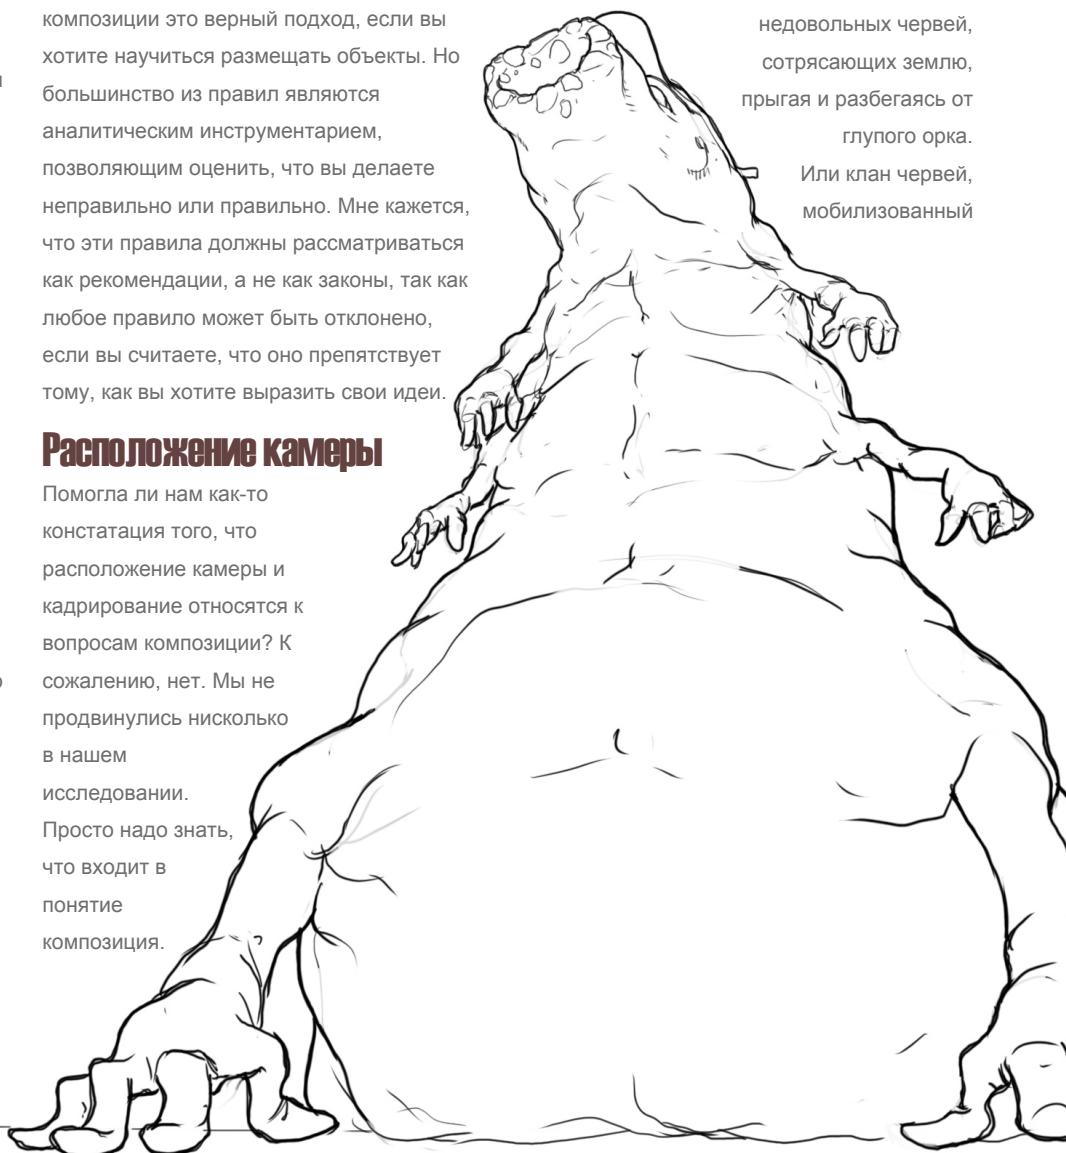 композиции это верный подход, если вы
хотите научиться размещать объекты. Но
большинство из правил являются
аналитическим инструментарием,
позволяющим оценить, что вы делаете
неправильно или правильно. Мне кажется,
что эти правила должны рассматриваться
как рекомендации, а не как законы, так как
любое правило может быть отклонено,
если вы считаете, что оно препятствует
тому, как вы хотите выразить свои идеи.
Расположение камеры
Помогла ли нам как-то
констатация того, что
расположение камеры и
кадрирование относятся к
вопросам композиции? К
сожалению, нет. Мы не
продвинулись нисколько
в нашем
исследовании.
Просто надо знать,
что входит в
понятие
композиция.
недовольных червей,
сотрясающих землю,
прыгая и разбегаясь от
глупого орка.
Или клан червей,
мобилизованный